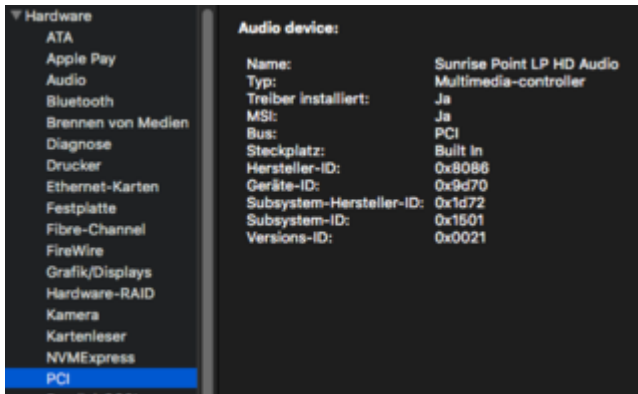 Hardware
ATA
Apple Pay
Audio
Bluetooth
Brennen von Medien
Diagnose
Drucker
Ethernet-Karten
Festplatte
Fibre-Channel
FireWire
Grafik/Displays
Hardware-RAID
Kamera
Kartenleser
NVMExpress
PCI
Audio device:
Name: Sunrise Point LP HD Audio
Typ: Multimedia-controller
Treiber installiert: Ja
MSI: Ja
Bus: PCI
Steckplatz: Built In
Hersteller-ID: 0x8086
Geräte-ID: 0x9d70
Subsystem-Hersteller-ID: 0x1d72
Subsystem-ID: 0x1501
Versions-ID: 0x0021